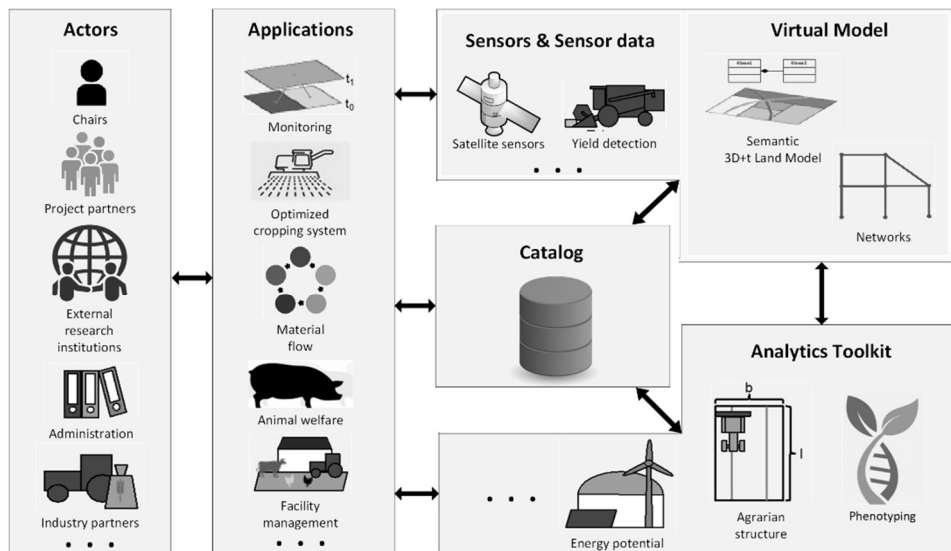 Actors
Chairs
Project partners
External
research
institutions
Administration
Industry partners
• • •
Applications
t₁
t₀
Monitoring
Optimized
cropping system
Material
flow
Animal welfare
Facility
management
• • •
Sensors & Sensor data
Satellite sensors
Yield detection
• • •
Virtual Model
Klasse1
Klasse2
Semantic
3D+t Land Model
Networks
Catalog
Analytics Toolkit
b
l
Agrarian
structure
Phenotyping
• • •
Energy potential